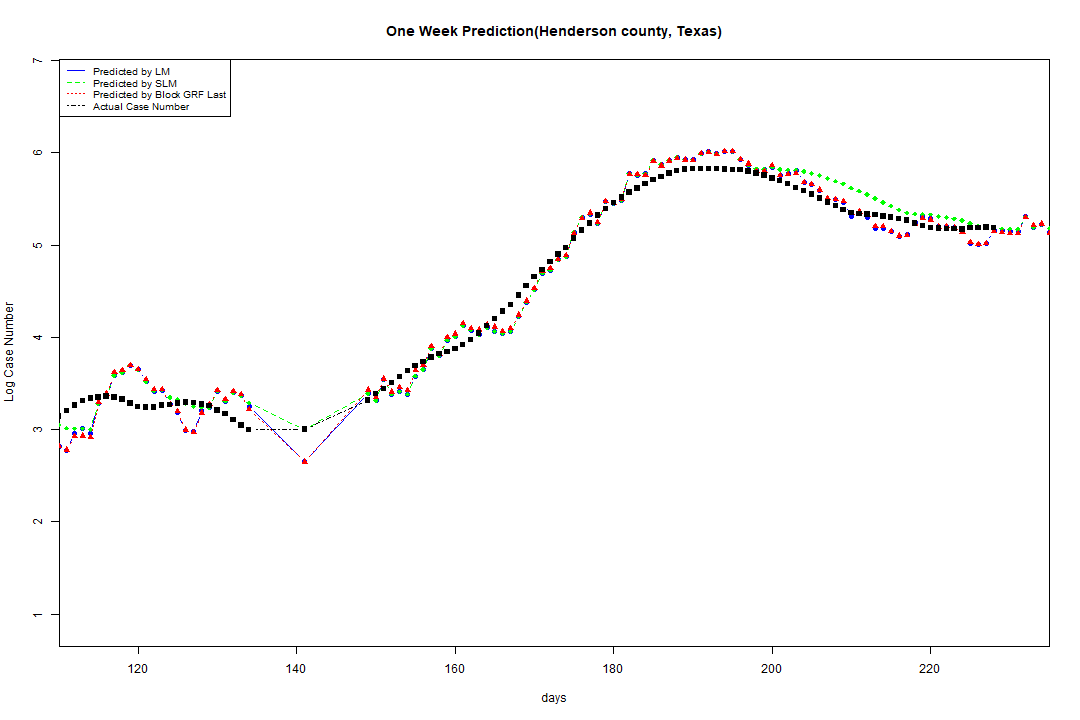 One Week Prediction(Henderson county, Texas)
Predicted by LM
Predicted by SLM
Predicted by Block GRF Last
Actual Case Number
7
6
5
4
3
2
1
Log Case Number
120 140 160 180 200 220
days